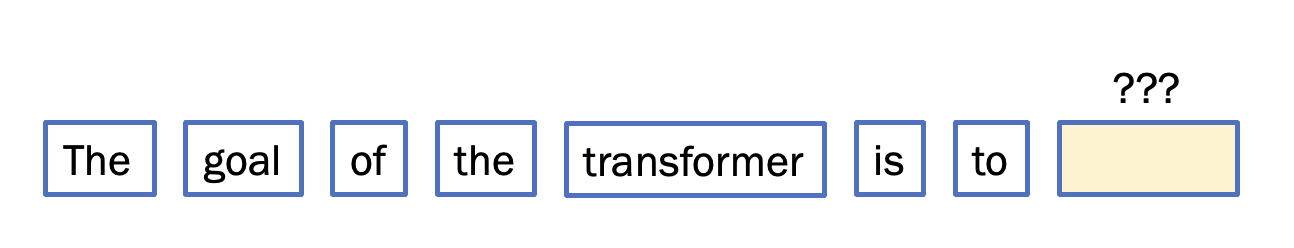 ???
The goal of the transformer is to